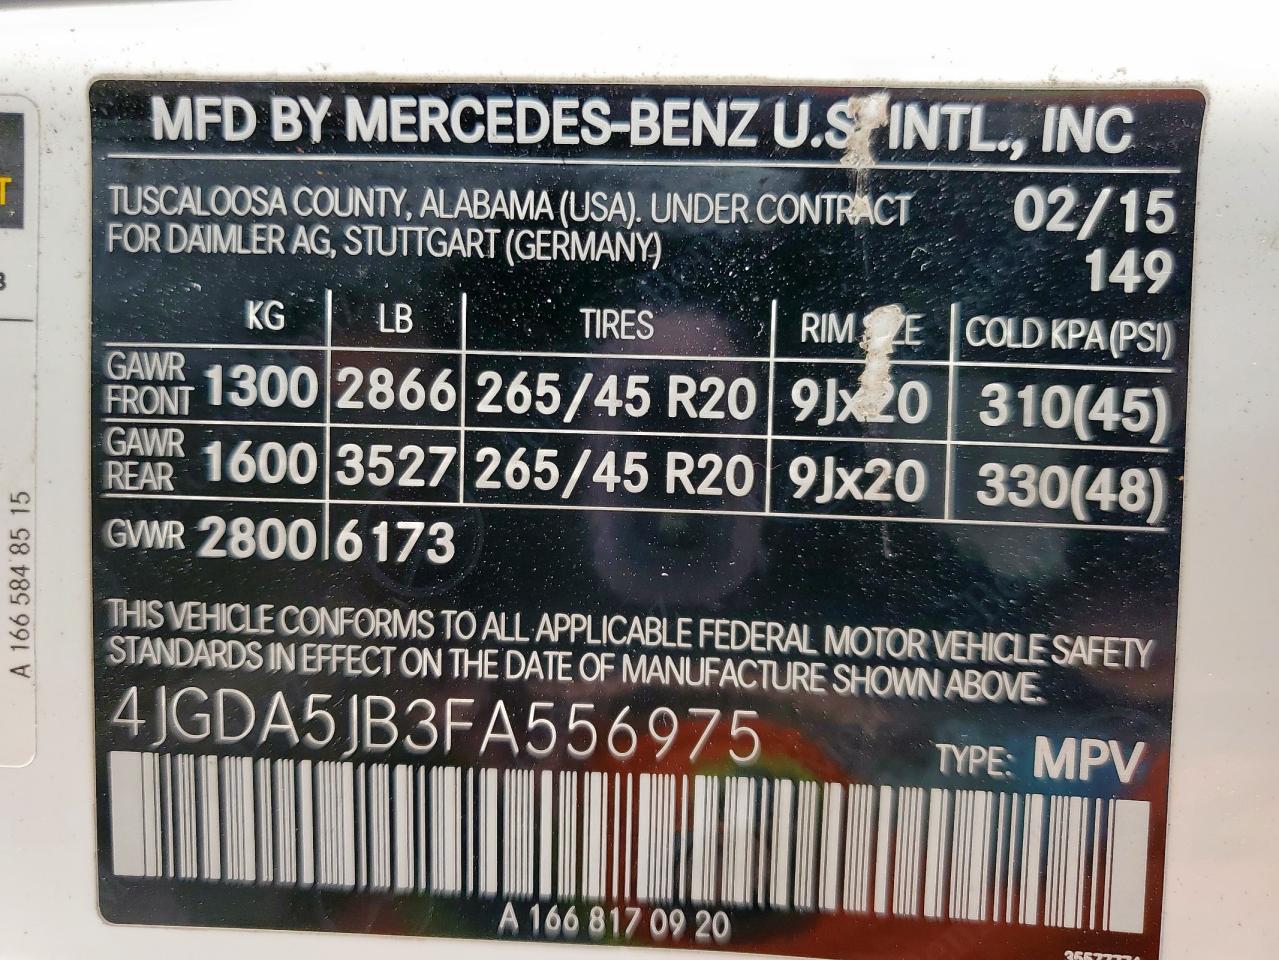 MFD BY MERCEDES-BENZ U.S. INTL., INC
TUSCALOOSA COUNTY, ALABAMA (USA). UNDER CONTRACT 02/15
FOR DAIMLER AG, STUTTGART (GERMANY) 149
KG LB TIRES RIM SIZE COLD KPA (PSI)
GAWR FRONT 1300 2866 265/45 R20 9Jx20 310(45)
GAWR REAR 1600 3527 265/45 R20 9Jx20 330(48)
GVWR 2800 6173
THIS VEHICLE CONFORMS TO ALL APPLICABLE FEDERAL MOTOR VEHICLE SAFETY
STANDARDS IN EFFECT ON THE DATE OF MANUFACTURE SHOWN ABOVE.
4JGDA5JB3FA556975
TYPE: MPV
A 166 817 09 20
A 166 584 85 15